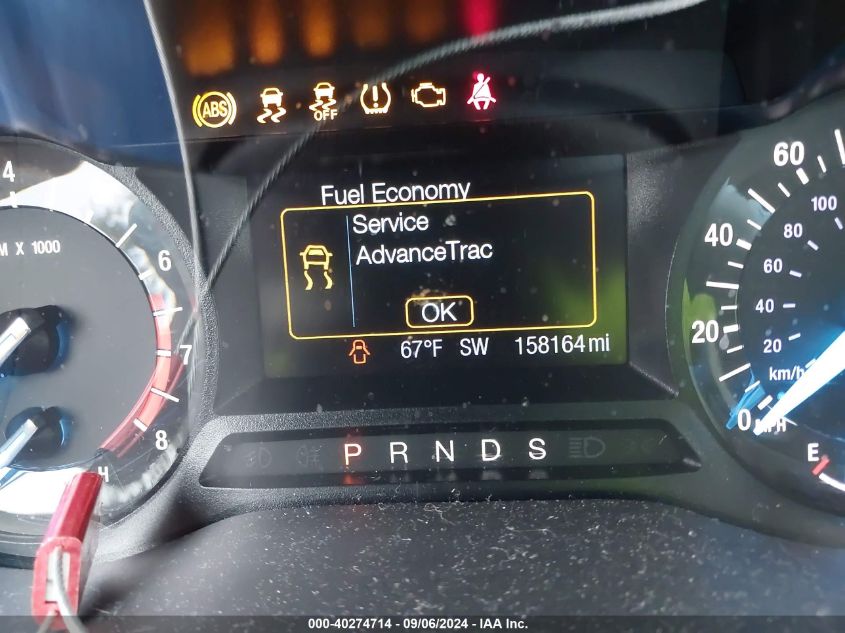 ABS
OFF
Fuel Economy
Service
AdvanceTrac
OK
67°F SW 158164 mi
P R N D S
4
6
7
8
M X 1000
H
60
40
20
0
MPH
100
80
60
40
20
km/h
E
000-40274714 - 09/06/2024 - IAA Inc.